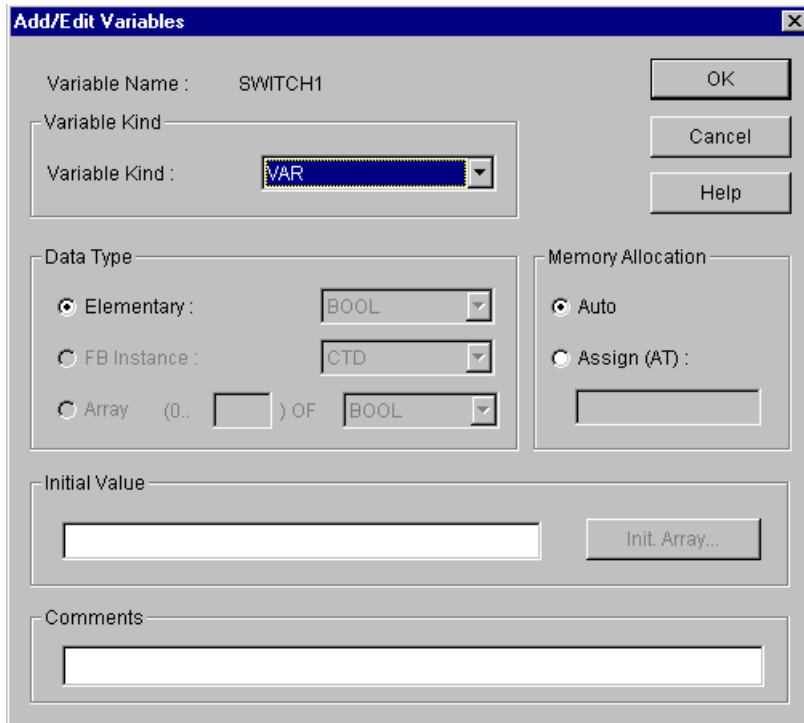 Add/Edit Variables
Variable Name : SWITCH1
OK
Variable Kind
Cancel
Variable Kind : VAR
Help
Data Type
Elementary : BOOL
FB Instance : CTD
Array (0.. ) OF BOOL
Memory Allocation
Auto
Assign (AT) :
Initial Value
Init. Array...
Comments